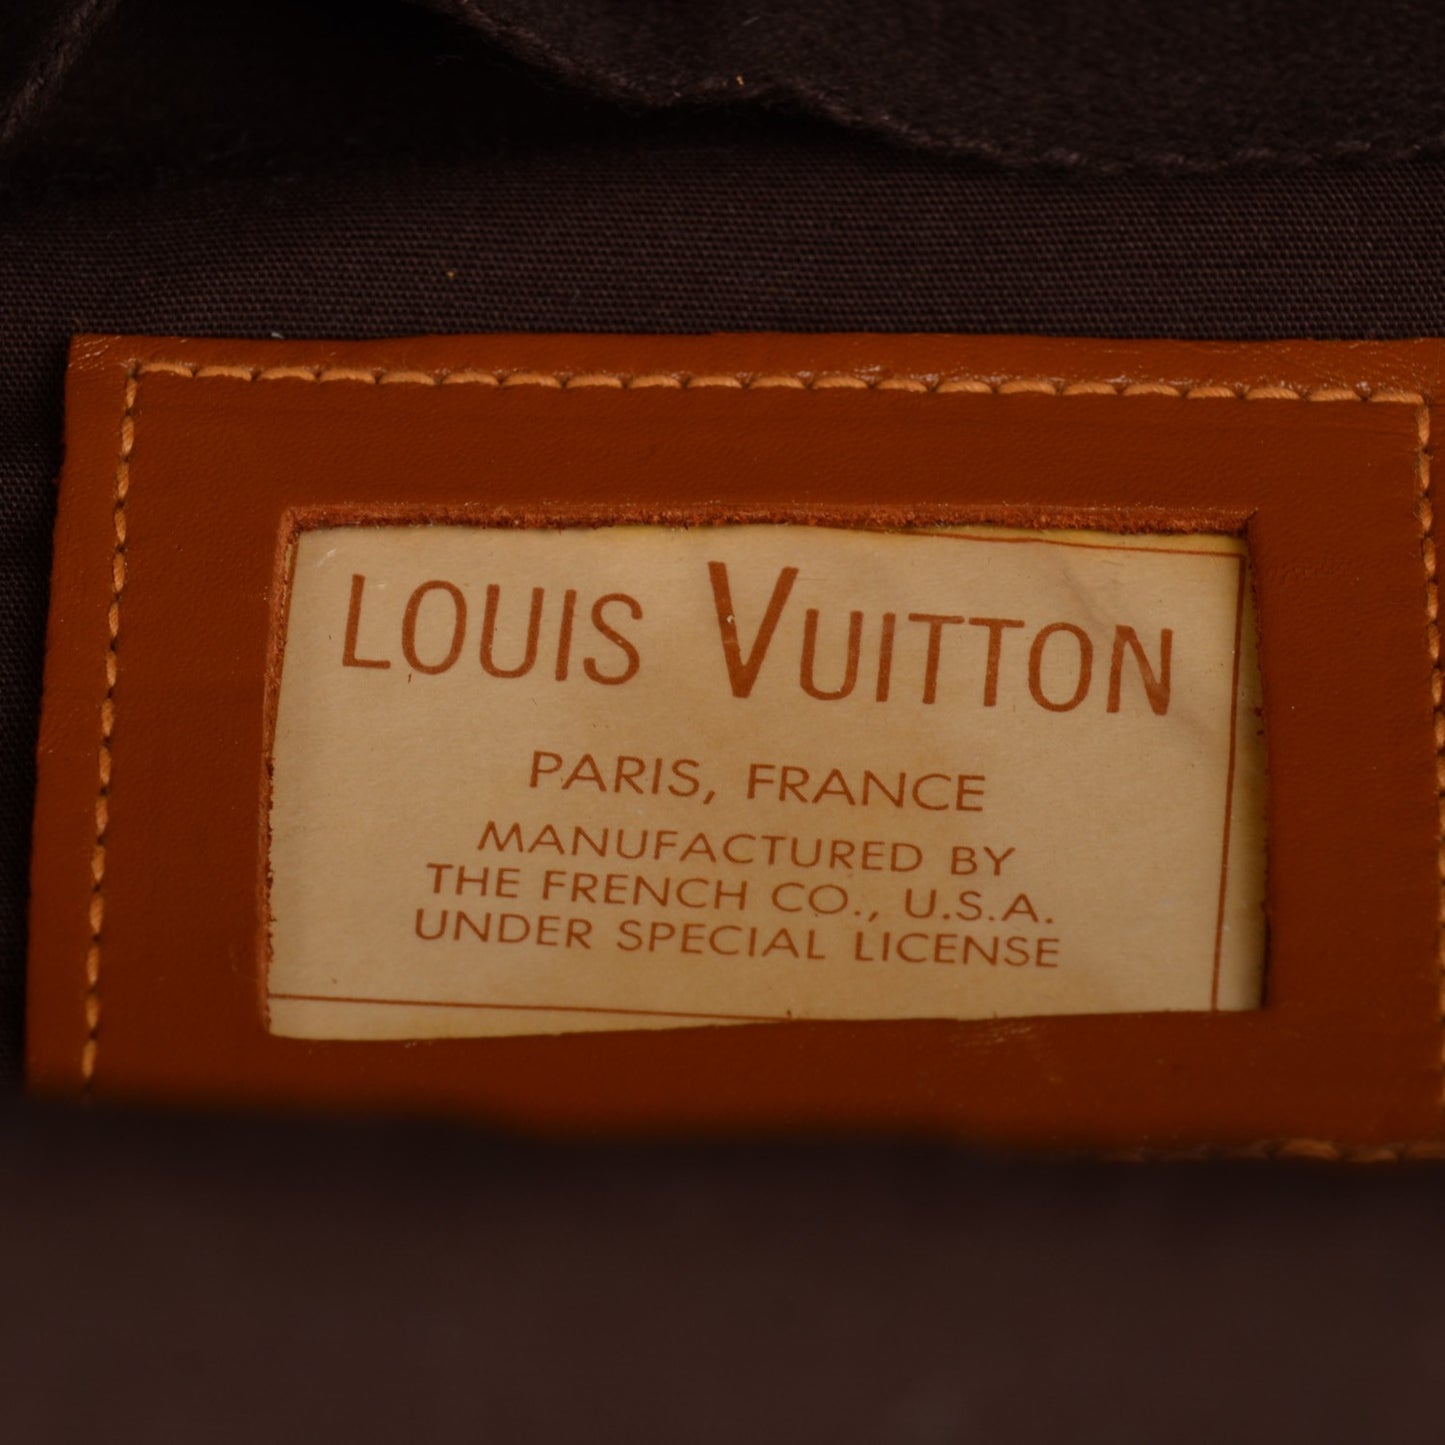 LOUIS VUITTON
PARIS, FRANCE
MANUFACTURED BY
THE FRENCH CO., U.S.A.
UNDER SPECIAL LICENSE